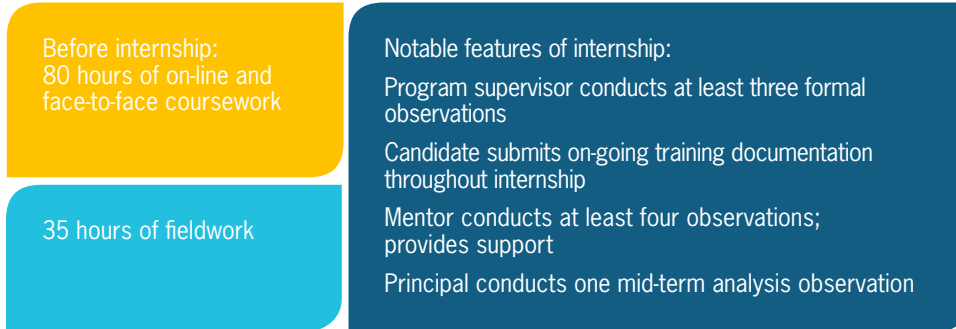 Before internship:
80 hours of on-line and
face-to-face coursework
35 hours of fieldwork
Notable features of internship:
Program supervisor conducts at least three formal
observations
Candidate submits on-going training documentation
throughout internship
Mentor conducts at least four observations;
provides support
Principal conducts one mid-term analysis observation